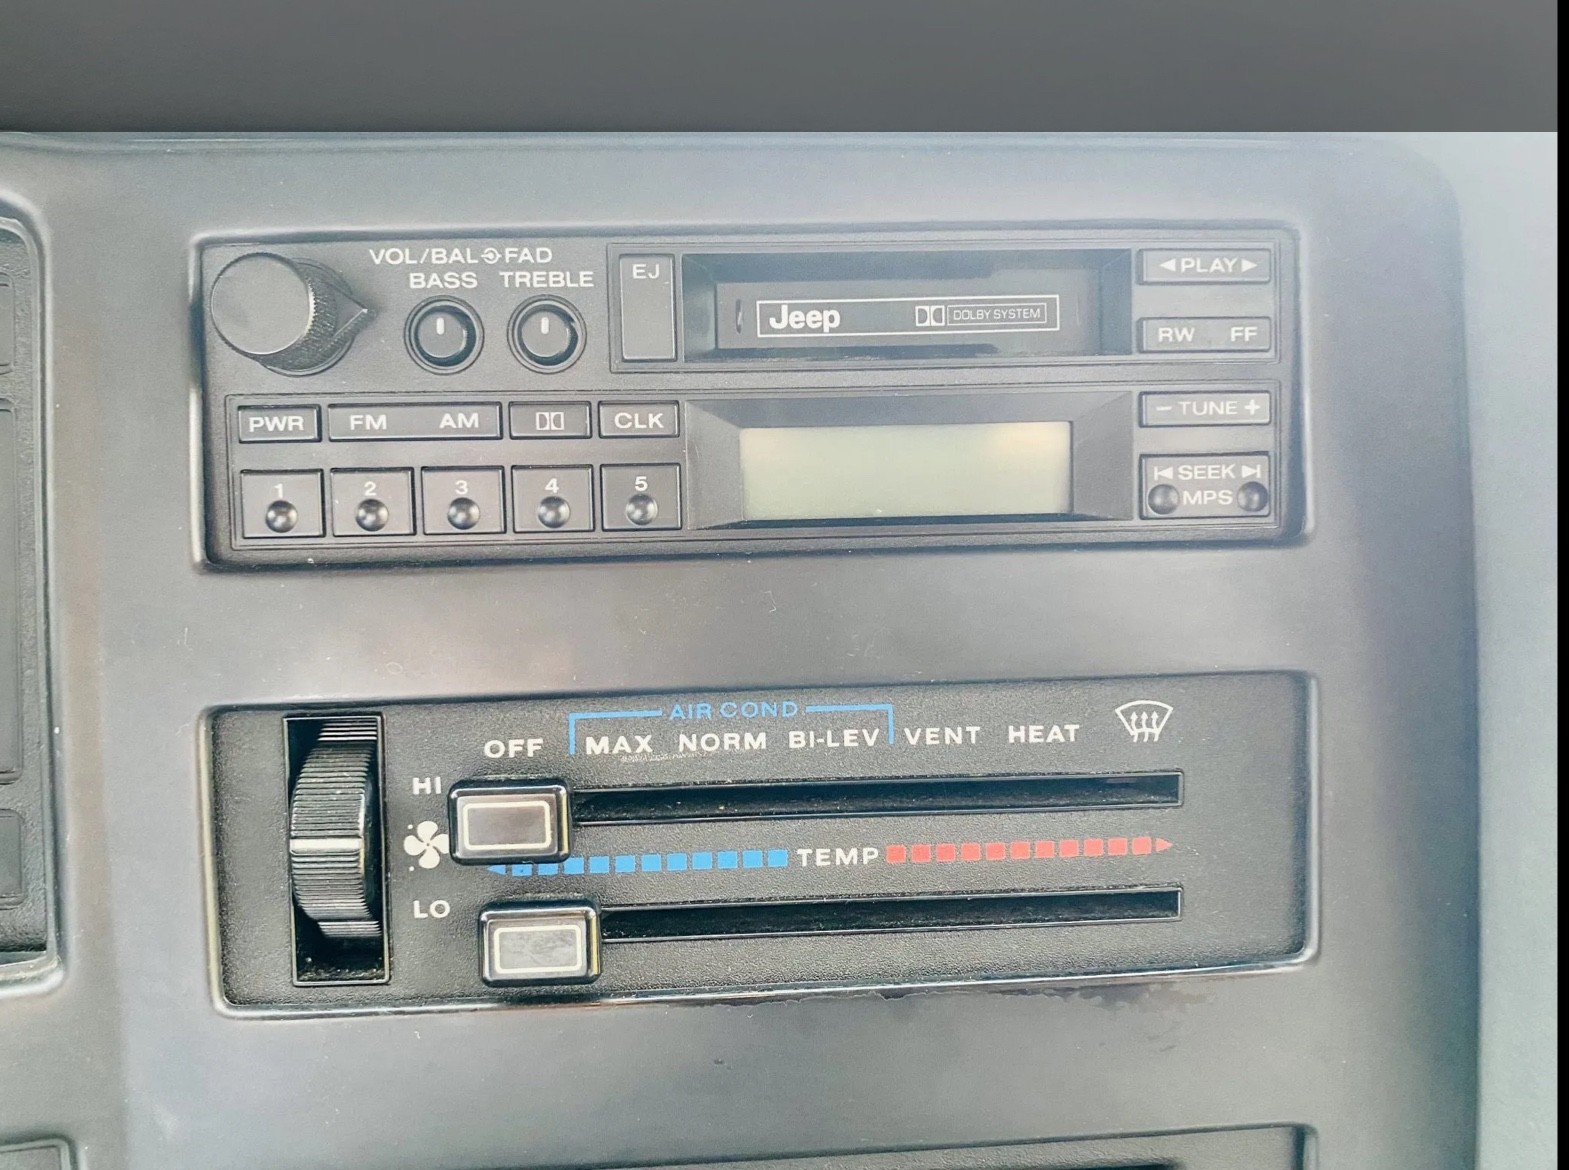 VOL/BAL FAD
BASS TREBLE
EJ
Jeep DOLBY SYSTEM
◄ PLAY ►
RW FF
PWR FM AM CLK
- TUNE +
1 2 3 4 5
SEEK
MPS
AIR COND
OFF MAX NORM BI-LEV VENT HEAT
HI
TEMP
LO